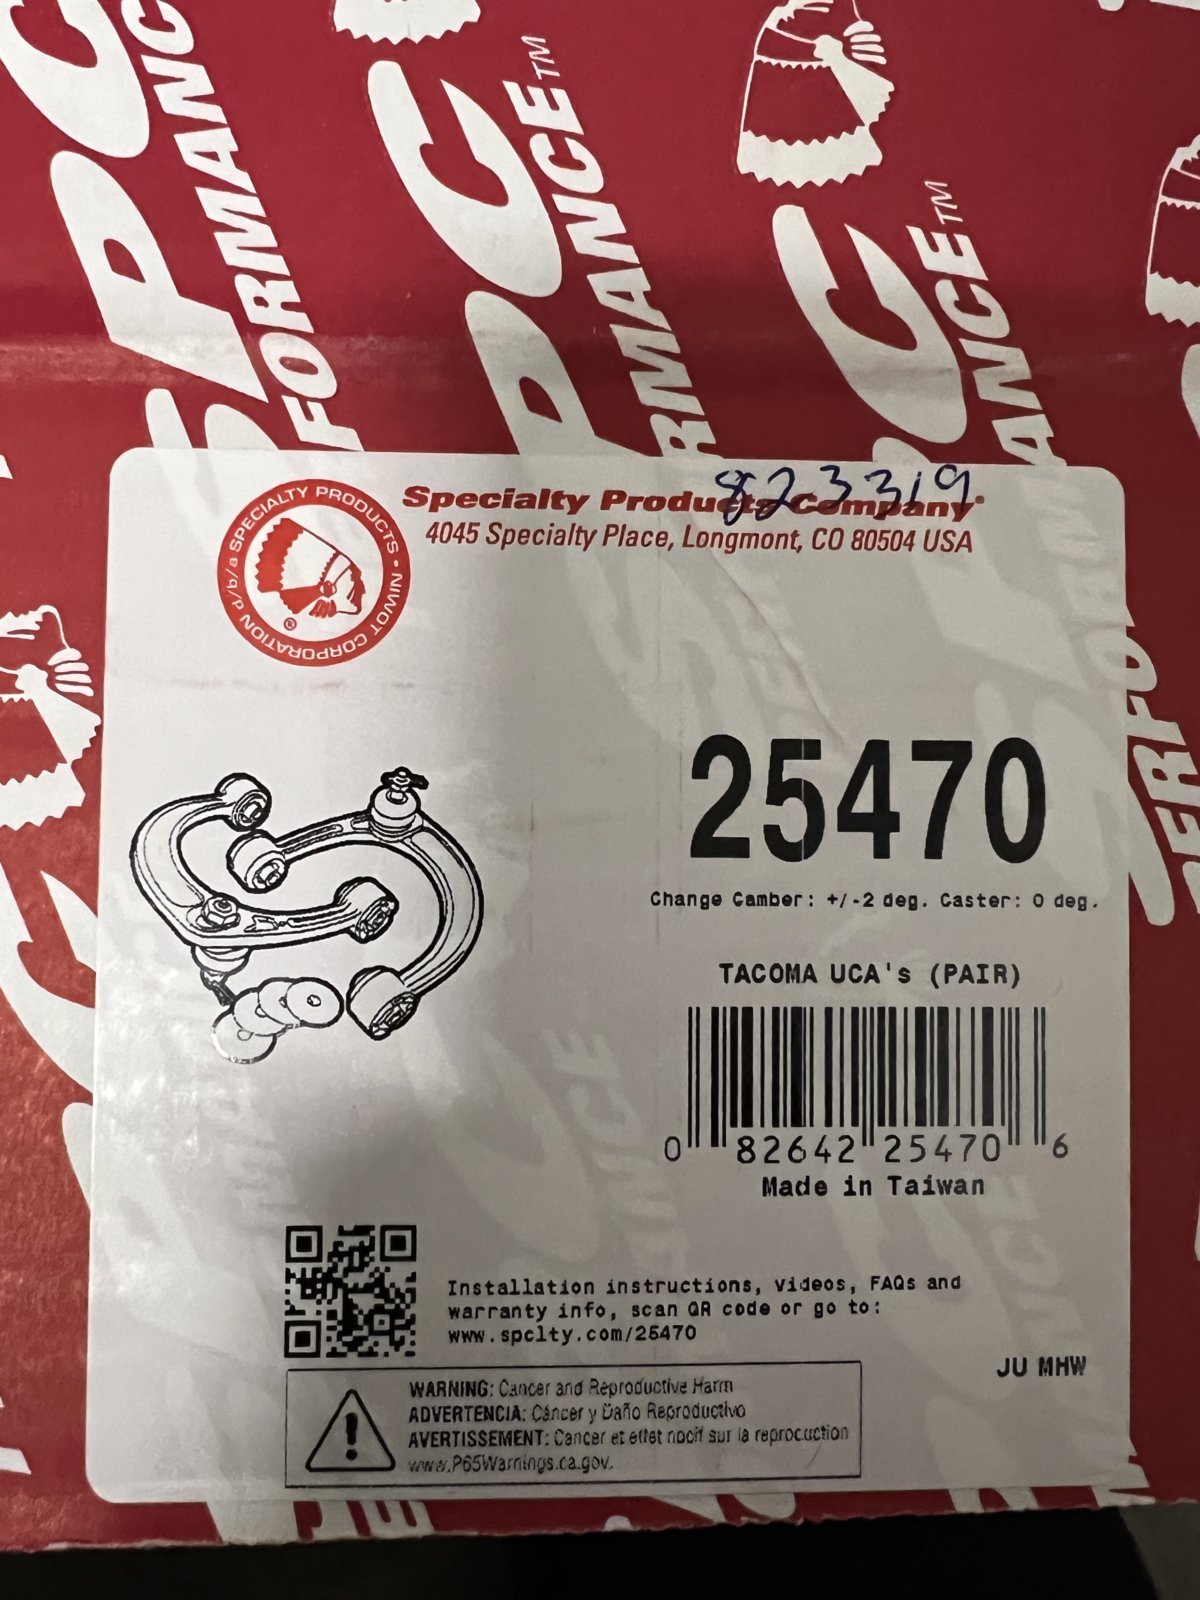 SPC
PERFORMANCE™
823319
Specialty Products Company®
4045 Specialty Place, Longmont, CO 80504 USA
NIWOT CORPORATION d/b/a SPECIALTY PRODUCTS -
®
25470
Change Camber: +/-2 deg. Caster: 0 deg.
TACOMA UCA's (PAIR)
0 82642 25470 6
Made in Taiwan
Installation instructions, videos, FAQs and
warranty info, scan QR code or go to:
www.spclty.com/25470
JU MHW
WARNING: Cancer and Reproductive Harm
ADVERTENCIA: Cáncer y Daño Reproductivo
AVERTISSEMENT: Cancer et effet nocif sur la reproduction
www.P65Warnings.ca.gov.